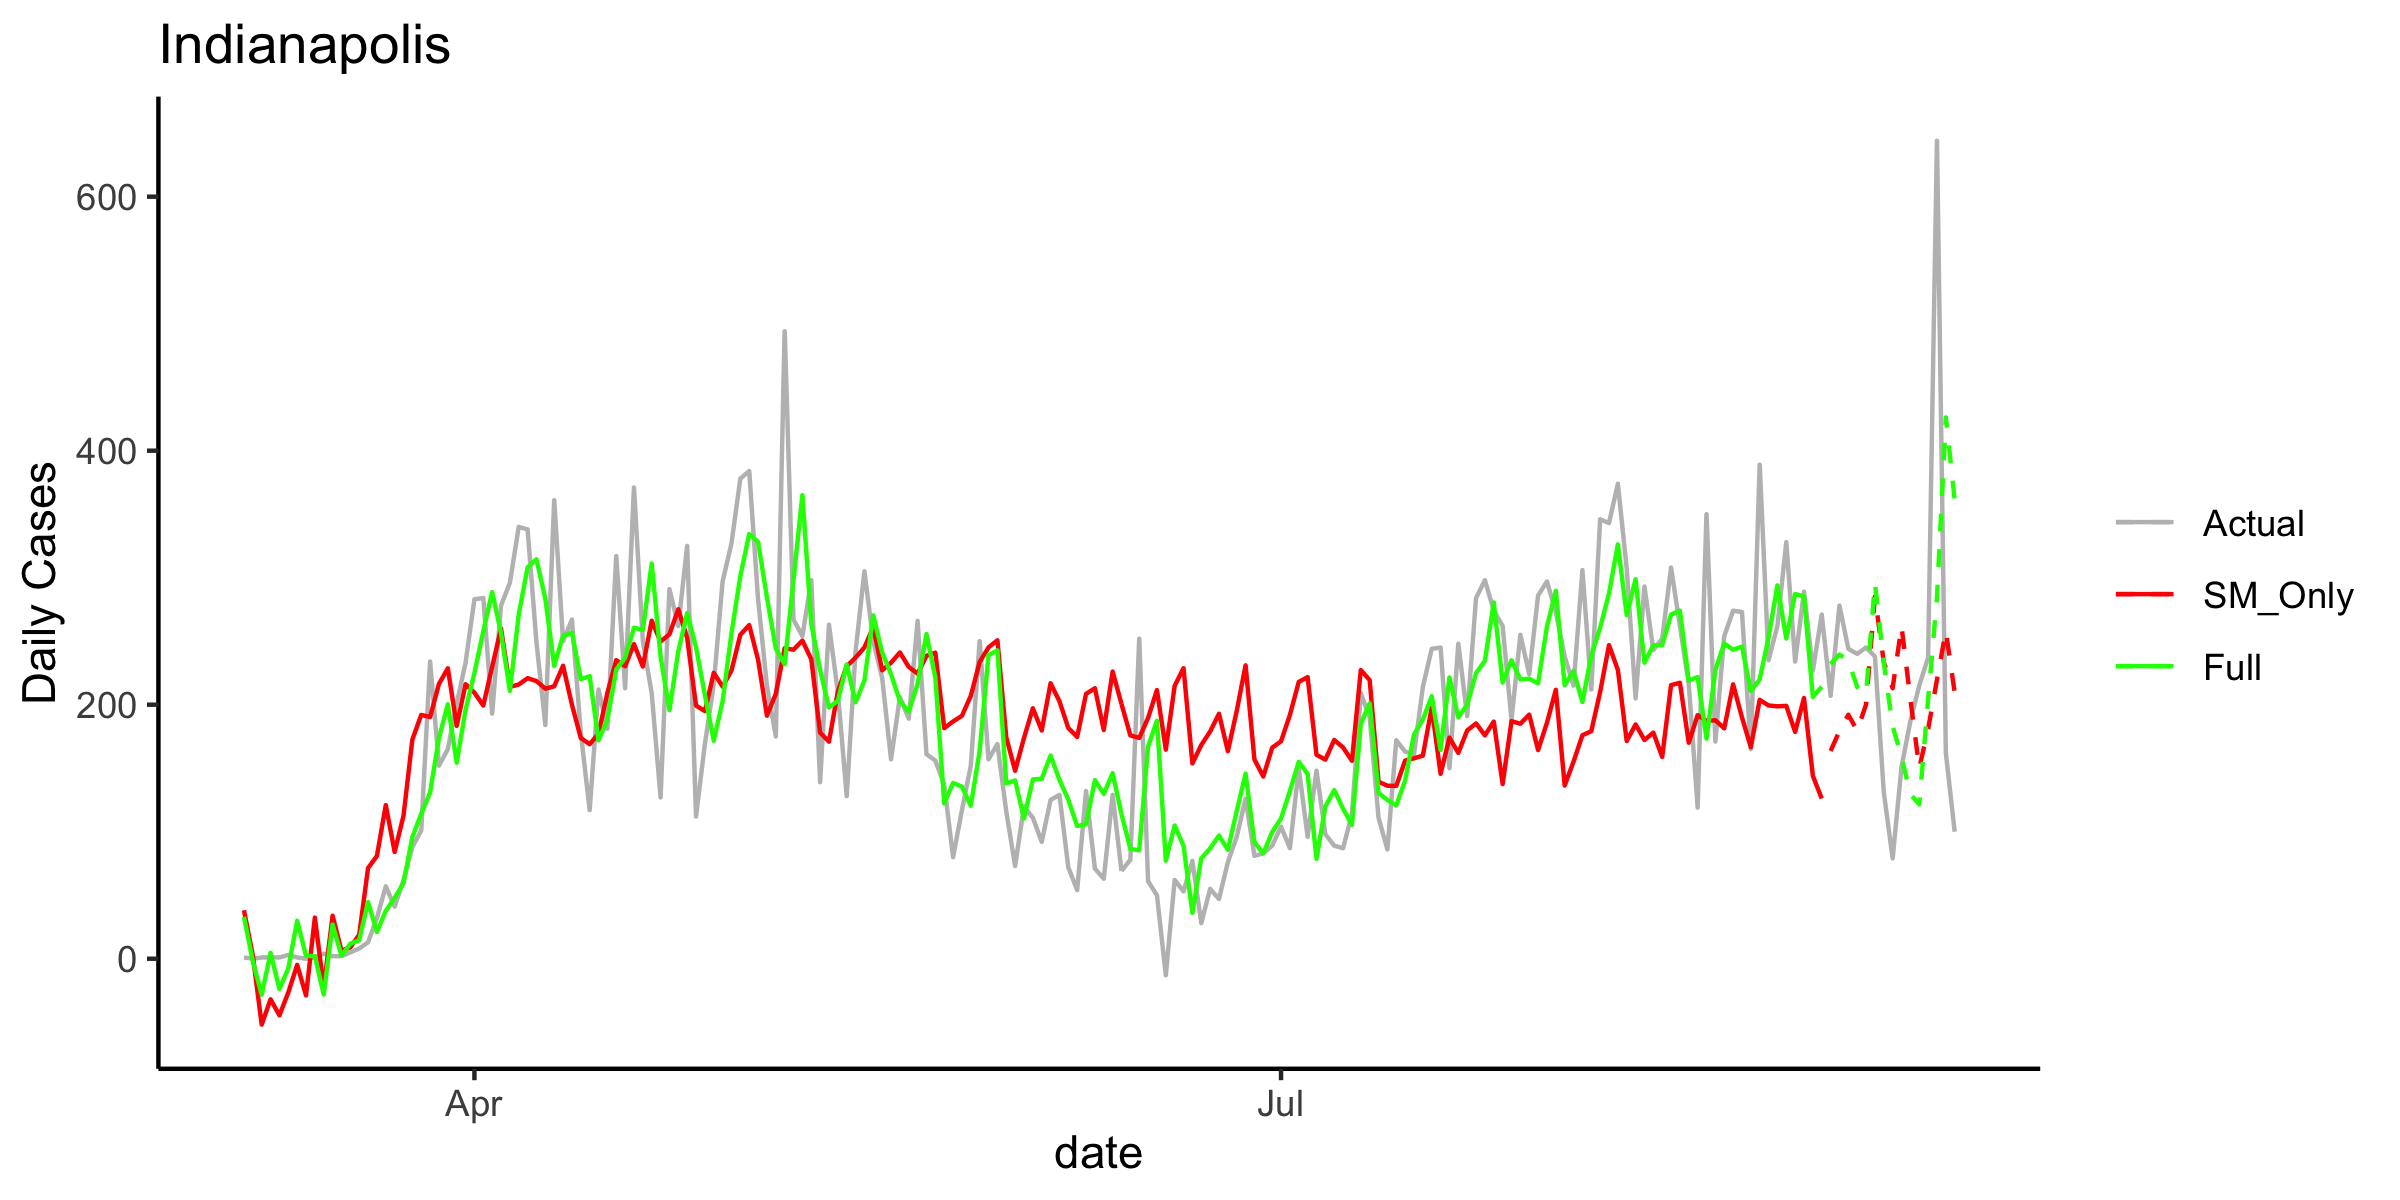 Indianapolis
Daily Cases
600
400
200
0
Apr
Jul
date
Actual
SM_Only
Full